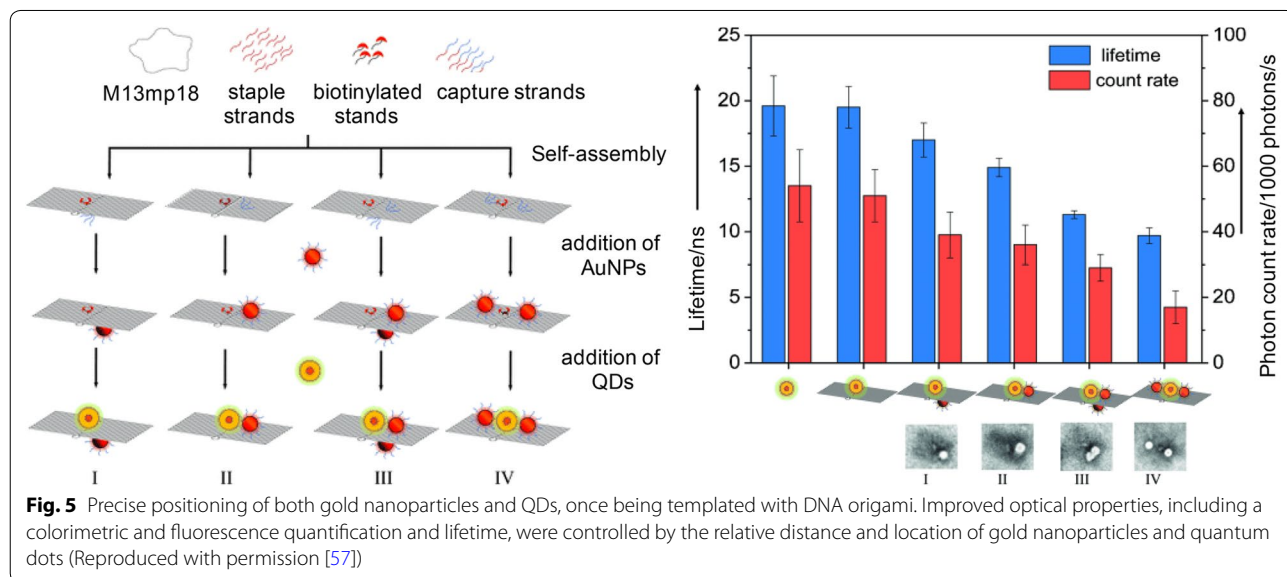 M13mp18
staple
strands
biotinylated
stands
capture strands
Self-assembly
addition of
AuNPs
addition of
QDs
I
II
III
IV
25
20
15
10
5
0
Lifetime/ns
lifetime
count rate
100
80
60
40
20
0
Photon count rate/1000 photons/s
I
II
III
IV
Fig. 5 Precise positioning of both gold nanoparticles and QDs, once being templated with DNA origami. Improved optical properties, including a
colorimetric and fluorescence quantification and lifetime, were controlled by the relative distance and location of gold nanoparticles and quantum
dots (Reproduced with permission [57])